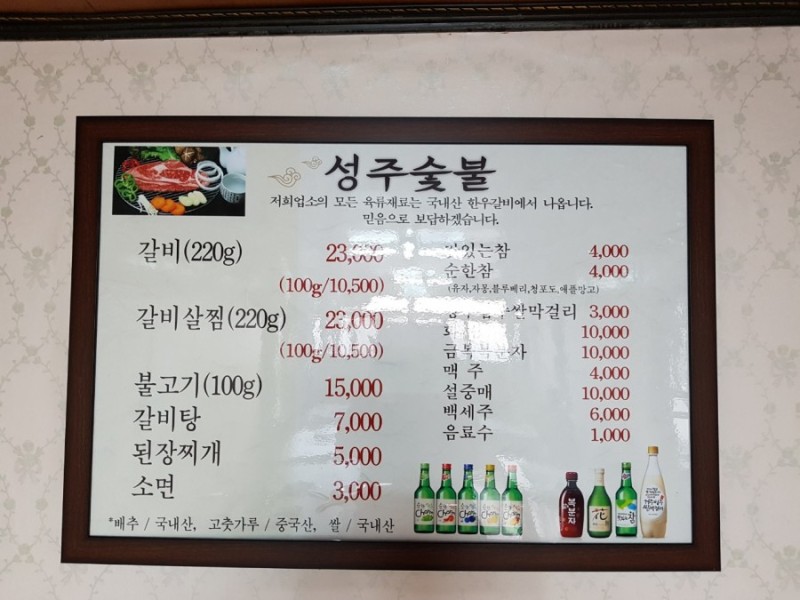 성주숯불
저희업소의 모든 육류재료는 국내산 한우갈비에서 나옵니다.
믿음으로 보답하겠습니다.
갈비(220g) 23,000
(100g/10,500)
갈비살찜(220g) 23,000
(100g/10,500)
불고기(100g) 15,000
갈비탕 7,000
된장찌개 5,000
소면 3,000
*배추 / 국내산, 고춧가루 / 중국산, 쌀 / 국내산
맛있는참 4,000
순한참 4,000
(유자,자몽,블루베리,청포도,애플망고)
쌀막걸리 3,000
10,000
금복복분자 10,000
맥 주 4,000
설중매 10,000
백세주 6,000
음료수 1,000
복분자
花